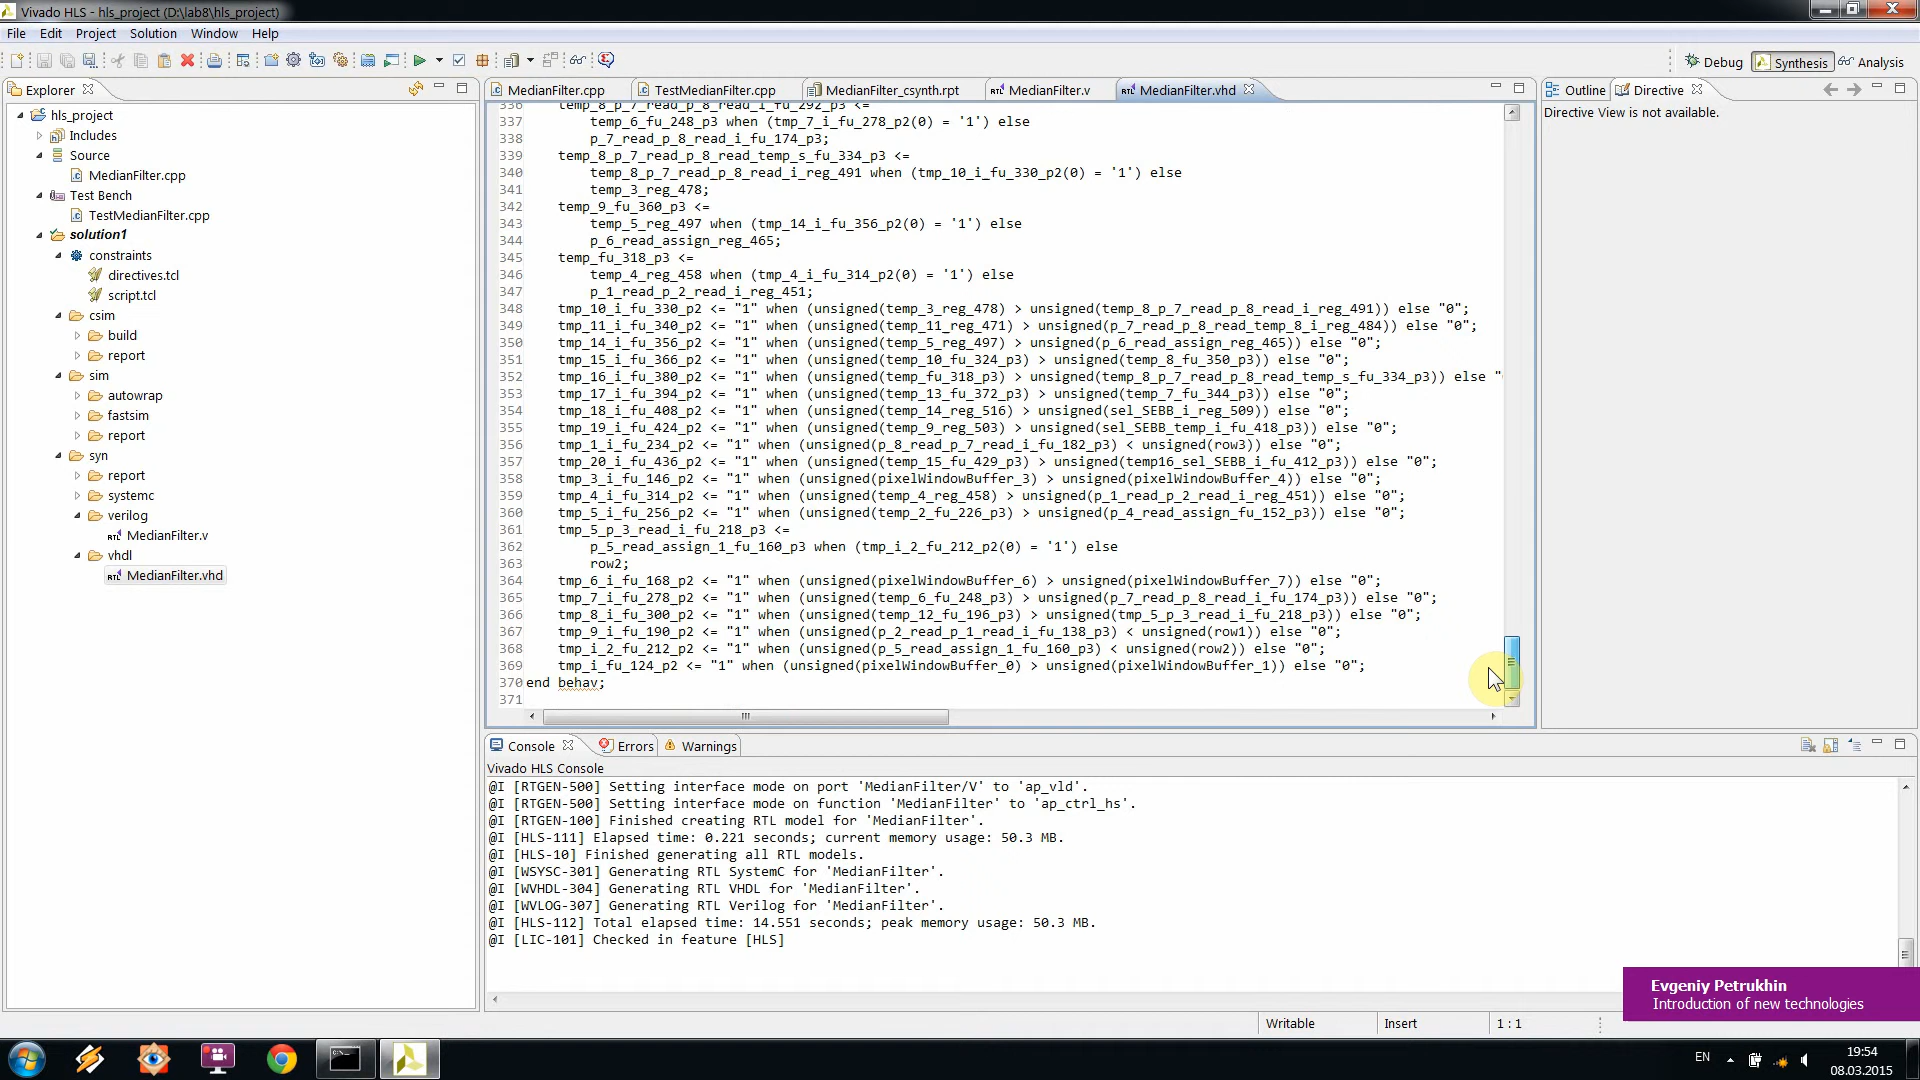 Vivado HLS - hls_project (D:\lab8\hls_project)
File Edit Project Solution Window Help
Debug Synthesis Analysis
Explorer
hls_project
Includes
Source
MedianFilter.cpp
Test Bench
TestMedianFilter.cpp
solution1
constraints
directives.tcl
script.tcl
csim
build
report
sim
autowrap
fastsim
report
syn
report
systemc
verilog
MedianFilter.v
vhdl
MedianFilter.vhd
MedianFilter.cpp TestMedianFilter.cpp MedianFilter_csynth.rpt MedianFilter.v MedianFilter.vhd
336 temp_8_p_7_read_p_8_read_i_fu_292_p3 <=
337 temp_6_fu_248_p3 when (tmp_7_i_fu_278_p2(0) = '1') else
338 p_7_read_p_8_read_i_fu_174_p3;
339 temp_8_p_7_read_p_8_read_temp_s_fu_334_p3 <=
340 temp_8_p_7_read_p_8_read_i_reg_491 when (tmp_10_i_fu_330_p2(0) = '1') else
341 temp_3_reg_478;
342 temp_9_fu_360_p3 <=
343 temp_5_reg_497 when (tmp_14_i_fu_356_p2(0) = '1') else
344 p_6_read_assign_reg_465;
345 temp_fu_318_p3 <=
346 temp_4_reg_458 when (tmp_4_i_fu_314_p2(0) = '1') else
347 p_1_read_p_2_read_i_reg_451;
348 tmp_10_i_fu_330_p2 <= "1" when (unsigned(temp_3_reg_478) > unsigned(temp_8_p_7_read_p_8_read_i_reg_491)) else "0";
349 tmp_11_i_fu_340_p2 <= "1" when (unsigned(temp_11_reg_471) > unsigned(p_7_read_p_8_read_temp_8_i_reg_484)) else "0";
350 tmp_14_i_fu_356_p2 <= "1" when (unsigned(temp_5_reg_497) > unsigned(p_6_read_assign_reg_465)) else "0";
351 tmp_15_i_fu_366_p2 <= "1" when (unsigned(temp_10_fu_324_p3) > unsigned(temp_8_fu_350_p3)) else "0";
352 tmp_16_i_fu_380_p2 <= "1" when (unsigned(temp_fu_318_p3) > unsigned(temp_8_p_7_read_p_8_read_temp_s_fu_334_p3)) else "
353 tmp_17_i_fu_394_p2 <= "1" when (unsigned(temp_13_fu_372_p3) > unsigned(temp_7_fu_344_p3)) else "0";
354 tmp_18_i_fu_408_p2 <= "1" when (unsigned(temp_14_reg_516) > unsigned(sel_SEBB_i_reg_509)) else "0";
355 tmp_19_i_fu_424_p2 <= "1" when (unsigned(temp_9_reg_503) > unsigned(sel_SEBB_temp_i_fu_418_p3)) else "0";
356 tmp_1_i_fu_234_p2 <= "1" when (unsigned(p_8_read_p_7_read_i_fu_182_p3) < unsigned(row3)) else "0";
357 tmp_20_i_fu_436_p2 <= "1" when (unsigned(temp_15_fu_429_p3) > unsigned(temp16_sel_SEBB_i_fu_412_p3)) else "0";
358 tmp_3_i_fu_146_p2 <= "1" when (unsigned(pixelWindowBuffer_3) > unsigned(pixelWindowBuffer_4)) else "0";
359 tmp_4_i_fu_314_p2 <= "1" when (unsigned(temp_4_reg_458) > unsigned(p_1_read_p_2_read_i_reg_451)) else "0";
360 tmp_5_i_fu_256_p2 <= "1" when (unsigned(temp_2_fu_226_p3) > unsigned(p_4_read_assign_fu_152_p3)) else "0";
361 tmp_5_p_3_read_i_fu_218_p3 <=
362 p_5_read_assign_1_fu_160_p3 when (tmp_i_2_fu_212_p2(0) = '1') else
363 row2;
364 tmp_6_i_fu_168_p2 <= "1" when (unsigned(pixelWindowBuffer_6) > unsigned(pixelWindowBuffer_7)) else "0";
365 tmp_7_i_fu_278_p2 <= "1" when (unsigned(temp_6_fu_248_p3) > unsigned(p_7_read_p_8_read_i_fu_174_p3)) else "0";
366 tmp_8_i_fu_300_p2 <= "1" when (unsigned(temp_12_fu_196_p3) > unsigned(tmp_5_p_3_read_i_fu_218_p3)) else "0";
367 tmp_9_i_fu_190_p2 <= "1" when (unsigned(p_2_read_p_1_read_i_fu_138_p3) < unsigned(row1)) else "0";
368 tmp_i_2_fu_212_p2 <= "1" when (unsigned(p_5_read_assign_1_fu_160_p3) < unsigned(row2)) else "0";
369 tmp_i_fu_124_p2 <= "1" when (unsigned(pixelWindowBuffer_0) > unsigned(pixelWindowBuffer_1)) else "0";
370 end behav;
371
Outline Directive
Directive View is not available.
Console Errors Warnings
Vivado HLS Console
@I [RTGEN-500] Setting interface mode on port 'MedianFilter/V' to 'ap_vld'.
@I [RTGEN-500] Setting interface mode on function 'MedianFilter' to 'ap_ctrl_hs'.
@I [RTGEN-100] Finished creating RTL model for 'MedianFilter'.
@I [HLS-111] Elapsed time: 0.221 seconds; current memory usage: 50.3 MB.
@I [HLS-10] Finished generating all RTL models.
@I [WSYSC-301] Generating RTL SystemC for 'MedianFilter'.
@I [WVHDL-304] Generating RTL VHDL for 'MedianFilter'.
@I [WVLOG-307] Generating RTL Verilog for 'MedianFilter'.
@I [HLS-112] Total elapsed time: 14.551 seconds; peak memory usage: 50.3 MB.
@I [LIC-101] Checked in feature [HLS]
Evgeniy Petrukhin
Introduction of new technologies
Writable Insert 1 : 1
EN
19:54
08.03.2015